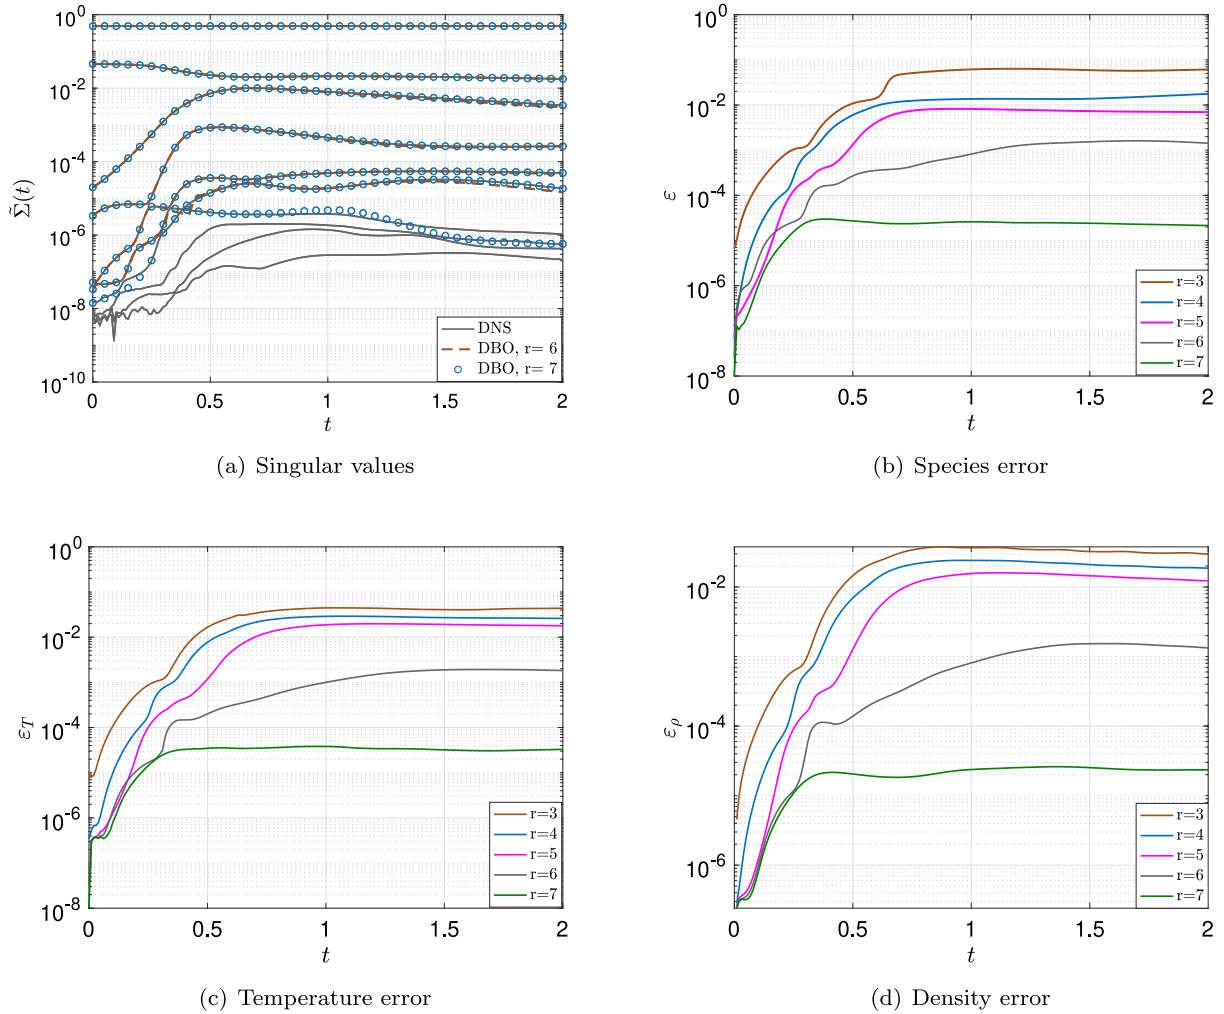 10^0
10^-2
10^-4
10^-6
10^-8
10^-10
Σ̃(t)
0 0.5 1 1.5 2
t
DNS
DBO, r= 6
DBO, r= 7
(a) Singular values
10^0
10^-2
10^-4
10^-6
10^-8
ε
0 0.5 1 1.5 2
t
r=3
r=4
r=5
r=6
r=7
(b) Species error
10^0
10^-2
10^-4
10^-6
10^-8
ε_T
0 0.5 1 1.5 2
t
r=3
r=4
r=5
r=6
r=7
(c) Temperature error
10^-2
10^-4
10^-6
ε_ρ
0 0.5 1 1.5 2
t
r=3
r=4
r=5
r=6
r=7
(d) Density error